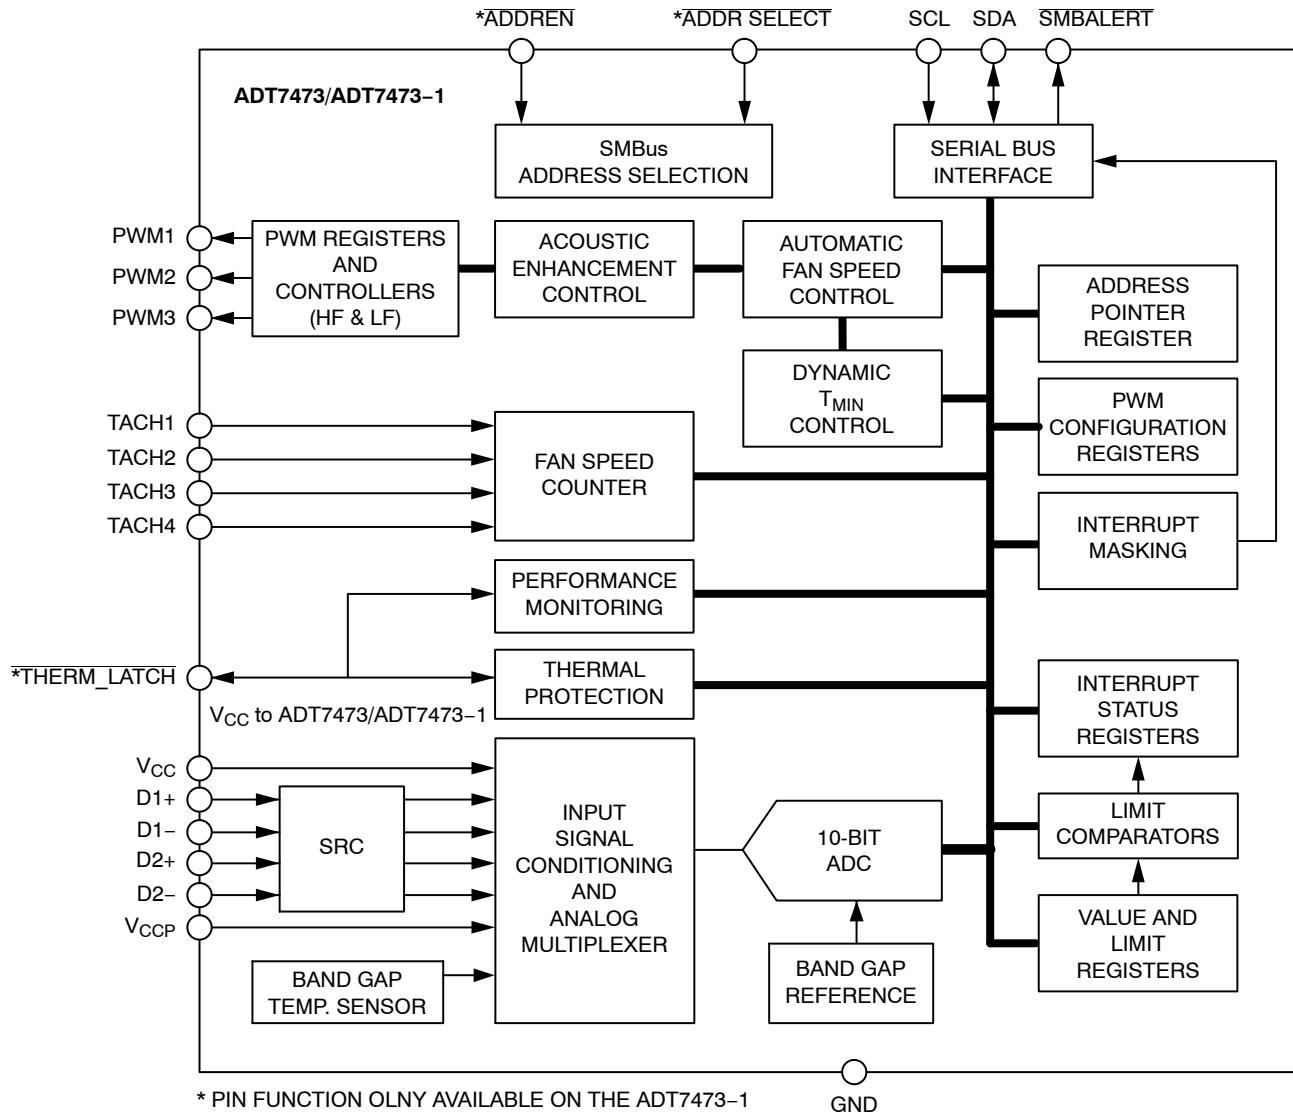 *ADDREN
*ADDR SELECT
SCL
SDA
SMBALERT
ADT7473/ADT7473−1
SMBus
ADDRESS SELECTION
SERIAL BUS
INTERFACE
PWM1
PWM2
PWM3
PWM REGISTERS
AND
CONTROLLERS
(HF & LF)
ACOUSTIC
ENHANCEMENT
CONTROL
AUTOMATIC
FAN SPEED
CONTROL
ADDRESS
POINTER
REGISTER
DYNAMIC
TMIN
CONTROL
PWM
CONFIGURATION
REGISTERS
TACH1
TACH2
TACH3
TACH4
FAN SPEED
COUNTER
INTERRUPT
MASKING
PERFORMANCE
MONITORING
*THERM_LATCH
THERMAL
PROTECTION
INTERRUPT
STATUS
REGISTERS
VCC to ADT7473/ADT7473−1
VCC
D1+
D1−
D2+
D2−
VCCP
SRC
INPUT
SIGNAL
CONDITIONING
AND
ANALOG
MULTIPLEXER
10-BIT
ADC
LIMIT
COMPARATORS
VALUE AND
LIMIT
REGISTERS
BAND GAP
TEMP. SENSOR
BAND GAP
REFERENCE
* PIN FUNCTION OLNY AVAILABLE ON THE ADT7473−1
GND